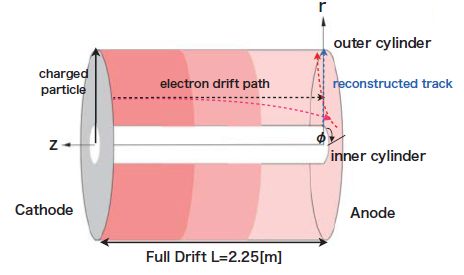 r
outer cylinder
charged
particle
electron drift path
reconstructed track
z
ϕ
inner cylinder
Cathode
Anode
Full Drift L=2.25[m]